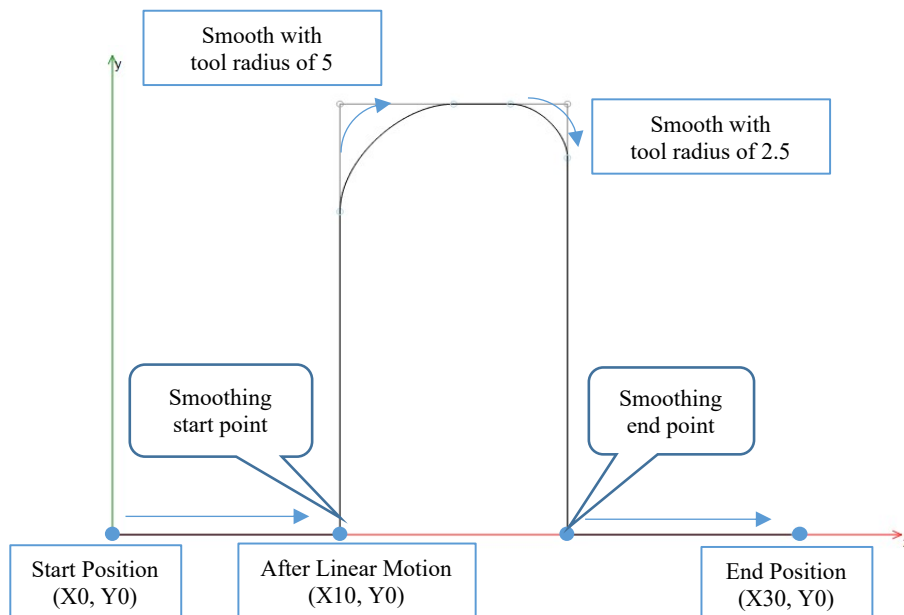 Smooth with
tool radius of 5
y
Smooth with
tool radius of 2.5
Smoothing
start point
Smoothing
end point
Start Position
(X0, Y0)
After Linear Motion
(X10, Y0)
End Position
(X30, Y0)